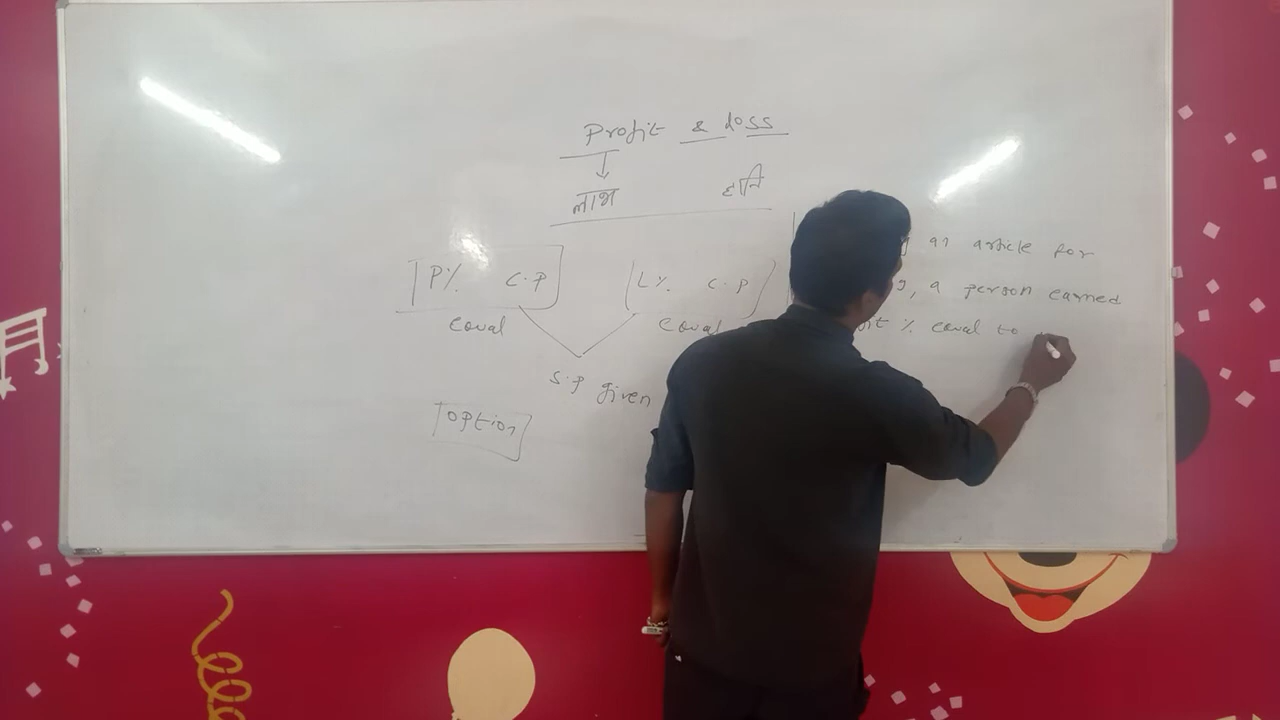 Profit & Loss
लाभ हानि
P% C.P
L% C.P
equal
equal
S.P given
option
an article for
, a person earned
% equal to